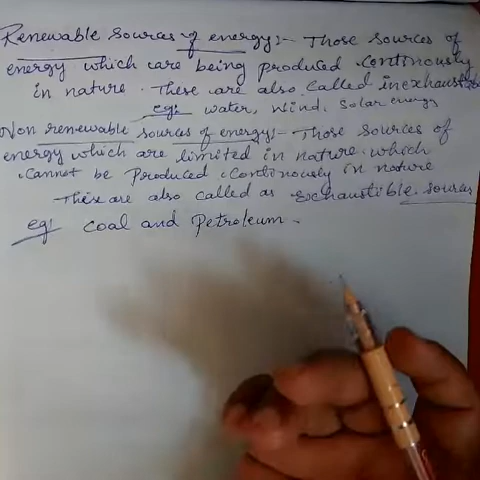 Renewable Sources of energy:- Those sources of
energy which are being produced continously
in nature. These are also called inexhaustible
eg:- water, wind, solar energy
Non renewable sources of energy:- Those sources of
energy which are limited in nature which
cannot be produced continously in nature
These are also called as Exhaustible sources
eg:- Coal and Petroleum.